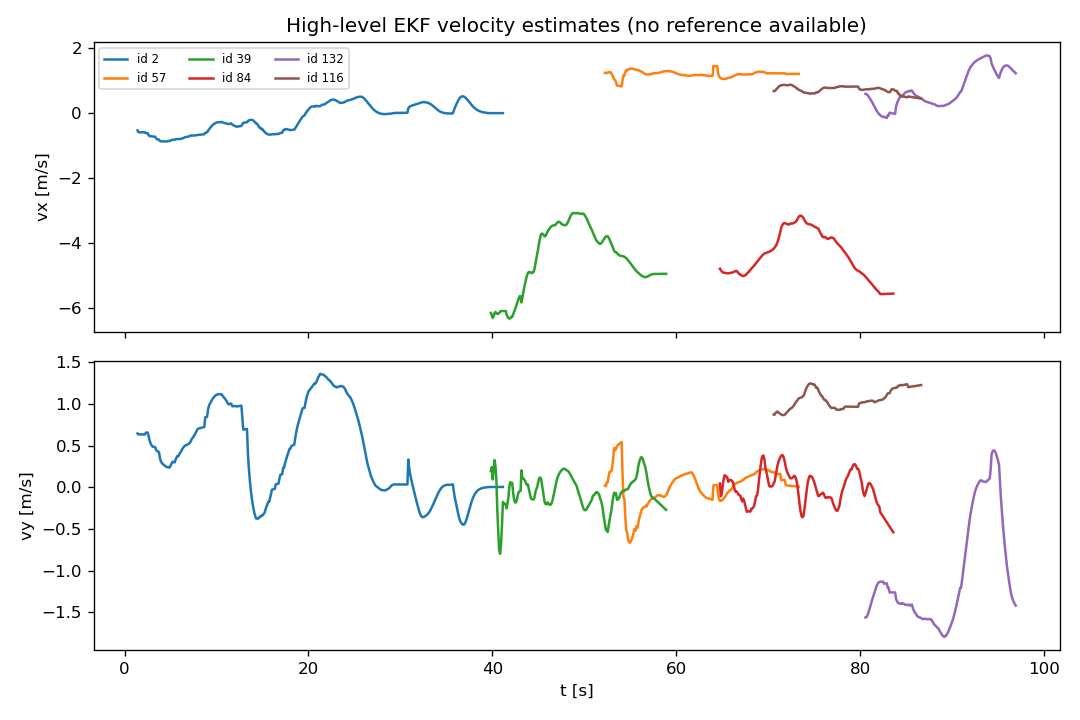 High-level EKF velocity estimates (no reference available)
id 2 id 39 id 132
id 57 id 84 id 116
vx [m/s]
2
0
−2
−4
−6
vy [m/s]
1.5
1.0
0.5
0.0
−0.5
−1.0
−1.5
0 20 40 60 80 100
t [s]